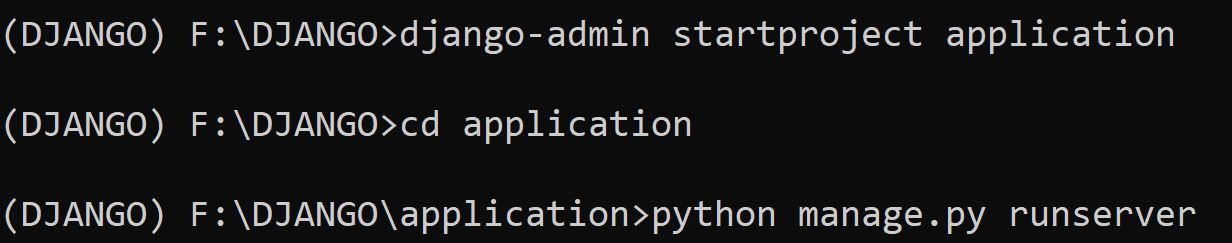 (DJANGO) F:\DJANGO>django-admin startproject application
(DJANGO) F:\DJANGO>cd application
(DJANGO) F:\DJANGO\application>python manage.py runserver